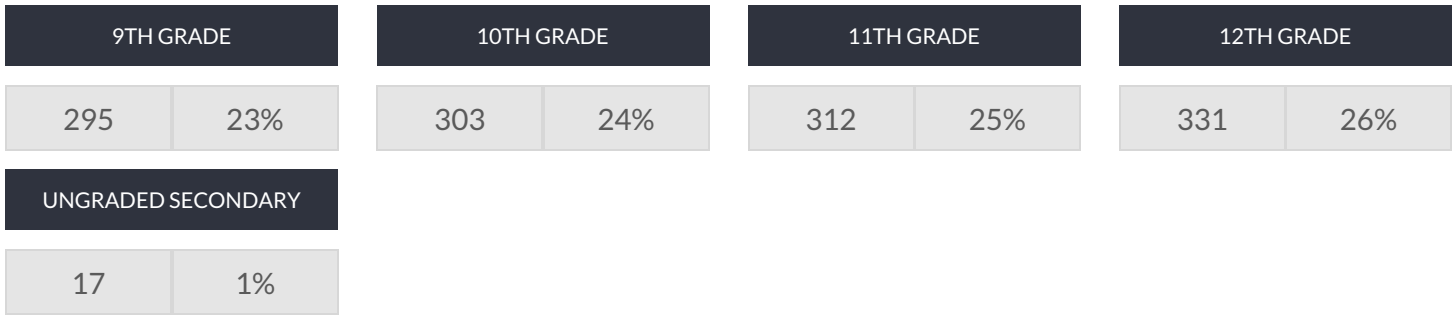 9TH GRADE 10TH GRADE 11TH GRADE 12TH GRADE
295 23% 303 24% 312 25% 331 26%
UNGRADED SECONDARY
17 1%